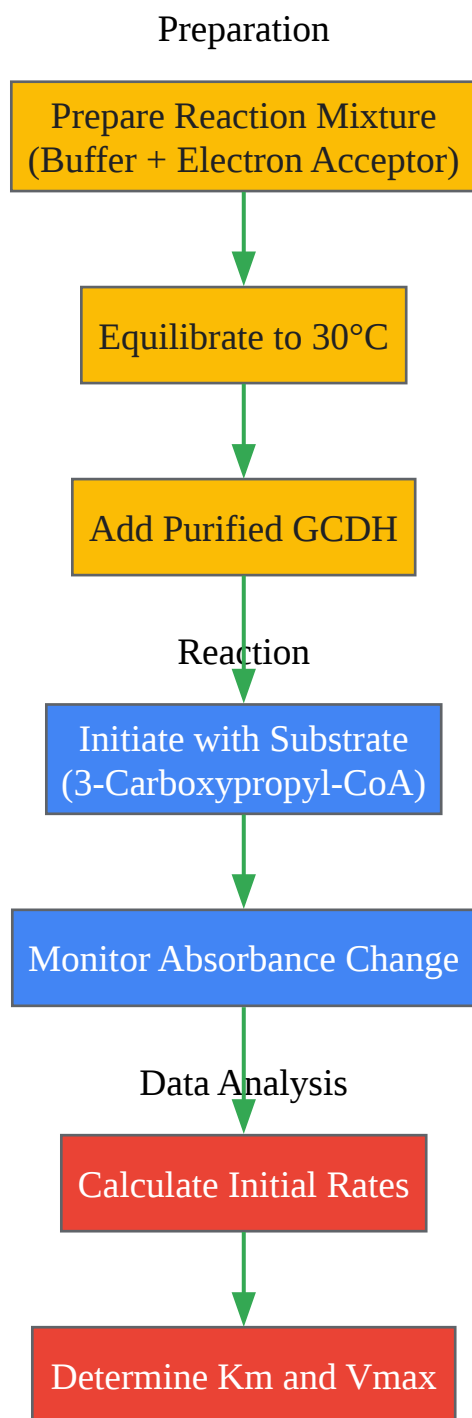 Preparation
Prepare Reaction Mixture
(Buffer + Electron Acceptor)
Equilibrate to 30°C
Add Purified GCDH
Reaction
Initiate with Substrate
(3-Carboxypropyl-CoA)
Monitor Absorbance Change
Data Analysis
Calculate Initial Rates
Determine Km and Vmax